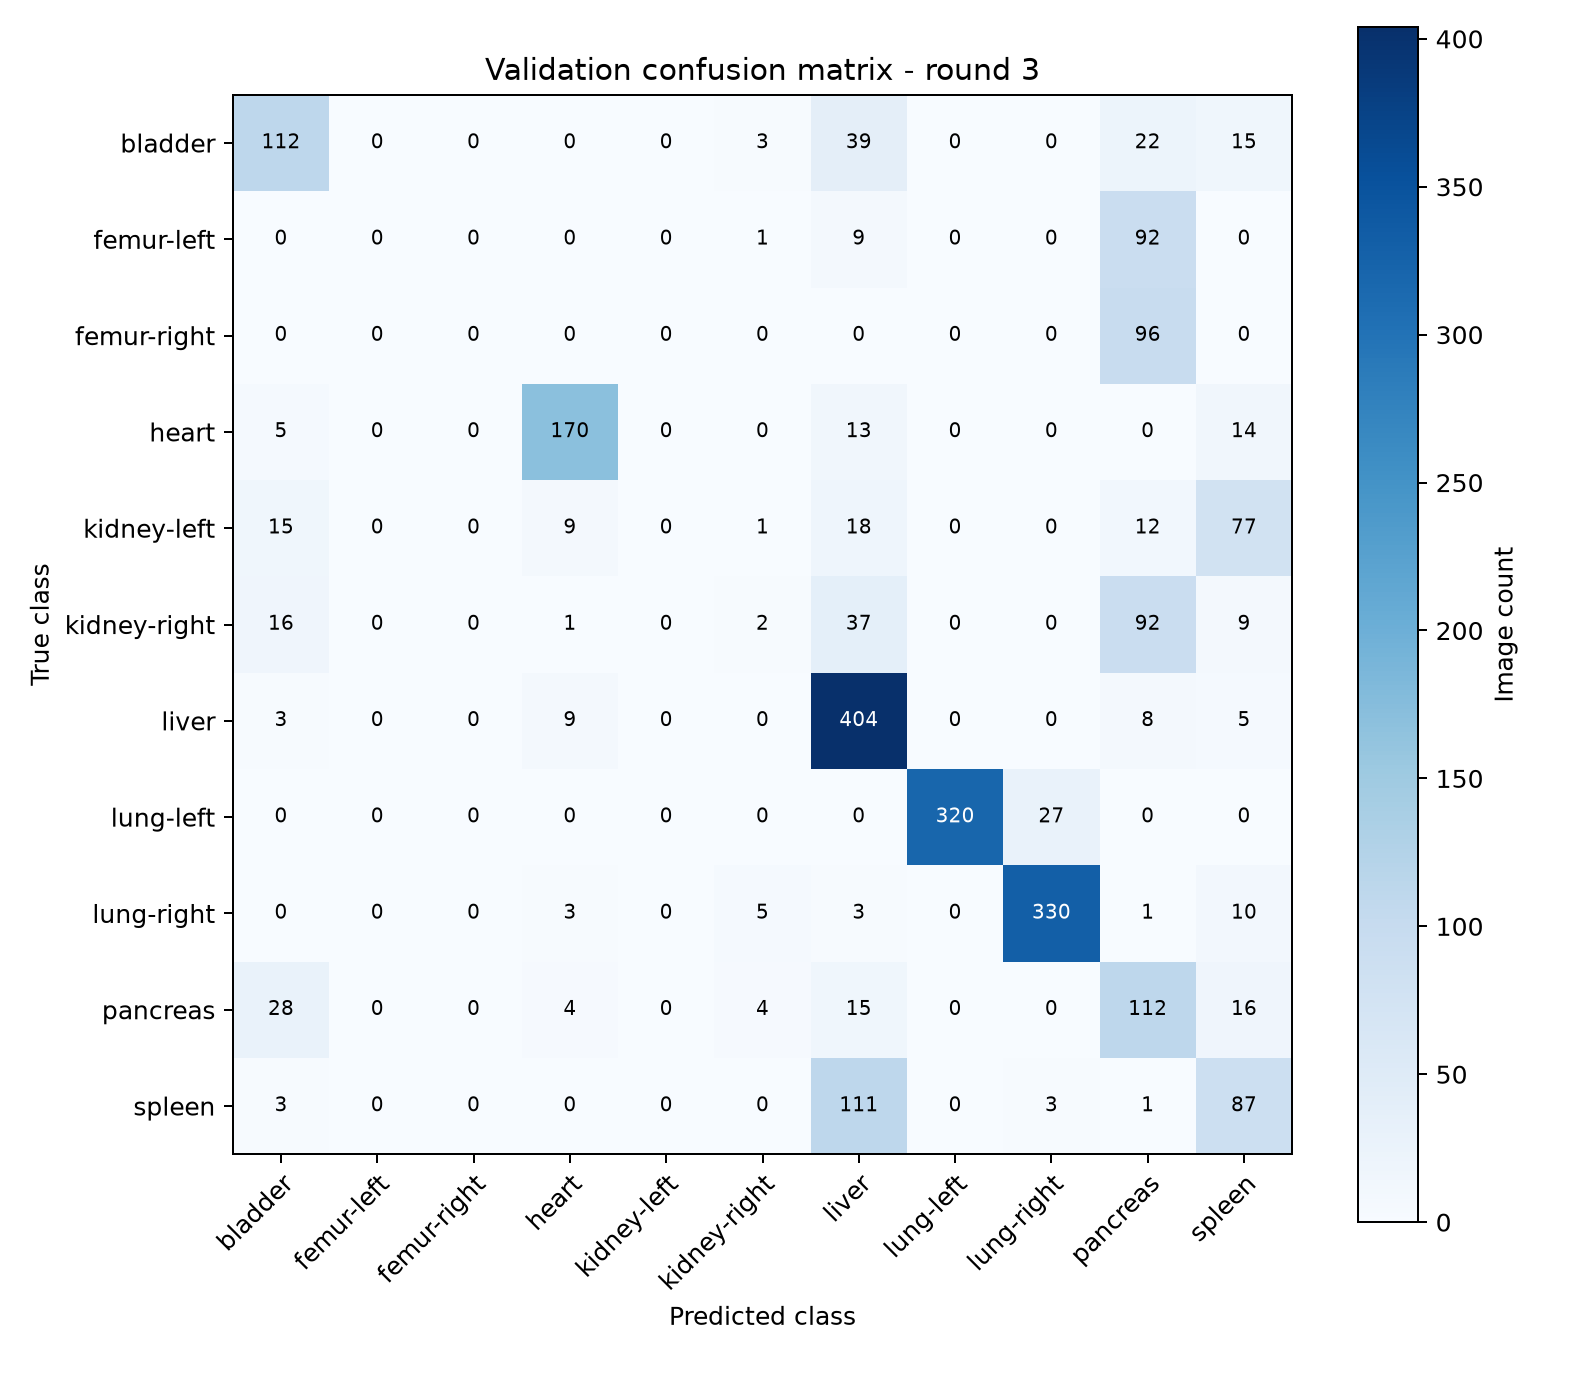 Validation confusion matrix - round 3
bladder 112 0 0 0 0 3 39 0 0 22 15
femur-left 0 0 0 0 0 1 9 0 0 92 0
femur-right 0 0 0 0 0 0 0 0 0 96 0
heart 5 0 0 170 0 0 13 0 0 0 14
kidney-left 15 0 0 9 0 1 18 0 0 12 77
kidney-right 16 0 0 1 0 2 37 0 0 92 9
liver 3 0 0 9 0 0 404 0 0 8 5
lung-left 0 0 0 0 0 0 0 320 27 0 0
lung-right 0 0 0 3 0 5 3 0 330 1 10
pancreas 28 0 0 4 0 4 15 0 0 112 16
spleen 3 0 0 0 0 0 111 0 3 1 87
True class
bladder femur-left femur-right heart kidney-left kidney-right liver lung-left lung-right pancreas spleen
Predicted class
400
350
300
250
200
150
100
50
0
Image count